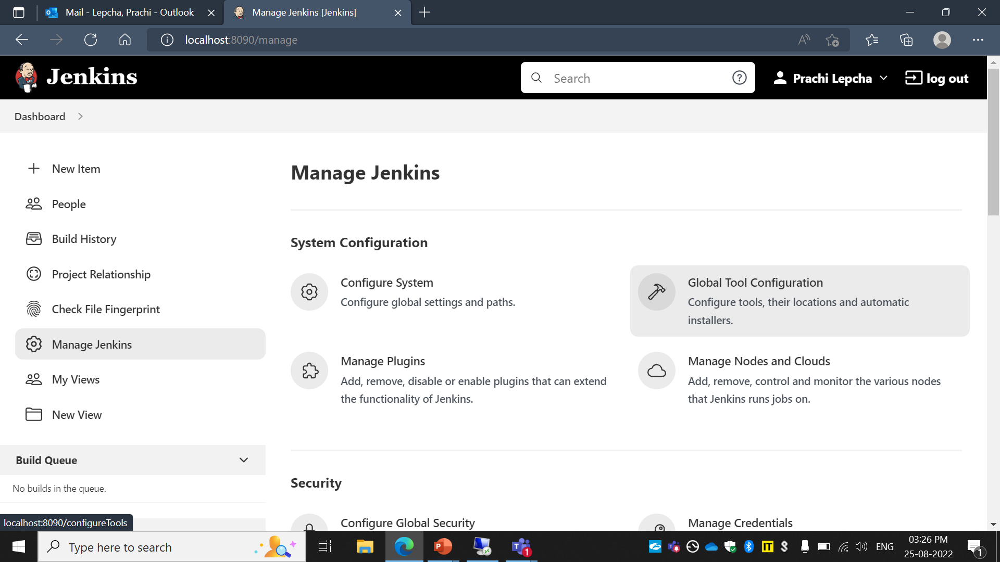 Mail - Lepcha, Prachi - Outlook
Manage Jenkins [Jenkins]
localhost:8090/manage
Jenkins
Search
Prachi Lepcha
log out
Dashboard
New Item
People
Build History
Project Relationship
Check File Fingerprint
Manage Jenkins
My Views
New View
Build Queue
No builds in the queue.
localhost:8090/configureTools
Manage Jenkins
System Configuration
Configure System
Configure global settings and paths.
Global Tool Configuration
Configure tools, their locations and automatic
installers.
Manage Plugins
Add, remove, disable or enable plugins that can extend
the functionality of Jenkins.
Manage Nodes and Clouds
Add, remove, control and monitor the various nodes
that Jenkins runs jobs on.
Security
Configure Global Security
Manage Credentials
Type here to search
1
IT
ENG
03:26 PM
25-08-2022
1